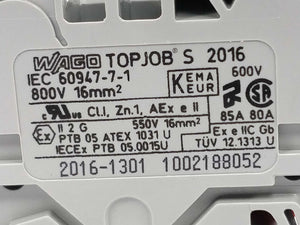 WAGO TOPJOB® S 2016
IEC 60947-7-1
800V 16mm²
KEMA
KEUR
600V
85A 80A
Cl.I, Zn.1, AEx e II
II 2 G 550V 16mm²
Ex e IIC Gb
PTB 05 ATEX 1031 U
IECEx PTB 05.0015U
TÜV 12.1313 U
2016-1301 1002188052